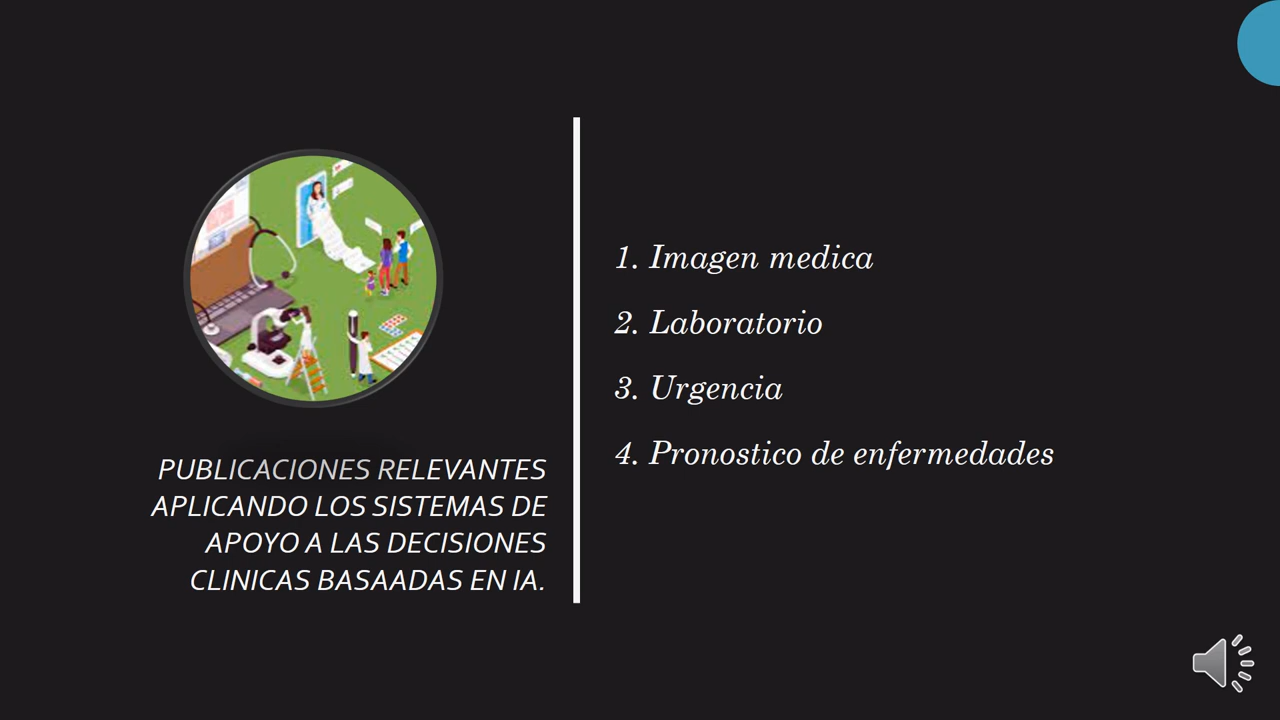 PUBLICACIONES RELEVANTES
APLICANDO LOS SISTEMAS DE
APOYO A LAS DECISIONES
CLINICAS BASAADAS EN IA.
1. Imagen medica
2. Laboratorio
3. Urgencia
4. Pronostico de enfermedades